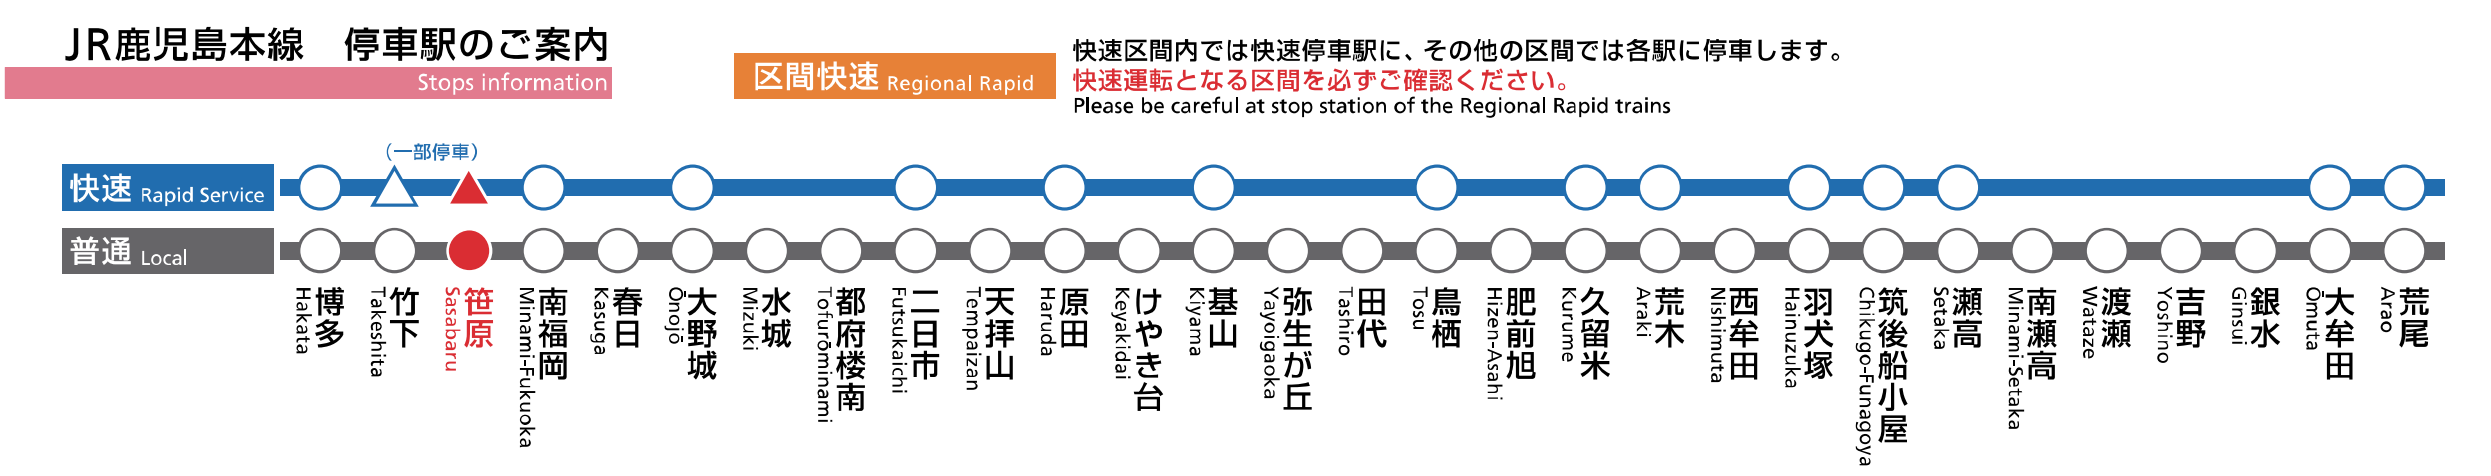 JR鹿児島本線　停車駅のご案内
Stops information
区間快速 Regional Rapid
快速区間内では快速停車駅に、その他の区間では各駅に停車します。
快速運転となる区間を必ずご確認ください。
Please be careful at stop station of the Regional Rapid trains
（一部停車）
快速 Rapid Service
普通 Local
博多
Hakata
竹下
Takeshita
笹原
Sasabaru
南福岡
Minami-Fukuoka
春日
Kasuga
大野城
Ōnojō
水城
Mizuki
都府楼南
Tofurōminami
二日市
Futsukaichi
天拝山
Tempaizan
原田
Haruda
けやき台
Keyakidai
基山
Kiyama
弥生が丘
Yayoigaoka
田代
Tashiro
鳥栖
Tosu
肥前旭
Hizen-Asahi
久留米
Kurume
荒木
Araki
西牟田
Nishimuta
羽犬塚
Hainuzuka
筑後船小屋
Chikugo-Funagoya
瀬高
Setaka
南瀬高
Minami-Setaka
渡瀬
Wataze
吉野
Yoshino
銀水
Ginsui
大牟田
Ōmuta
荒尾
Arao